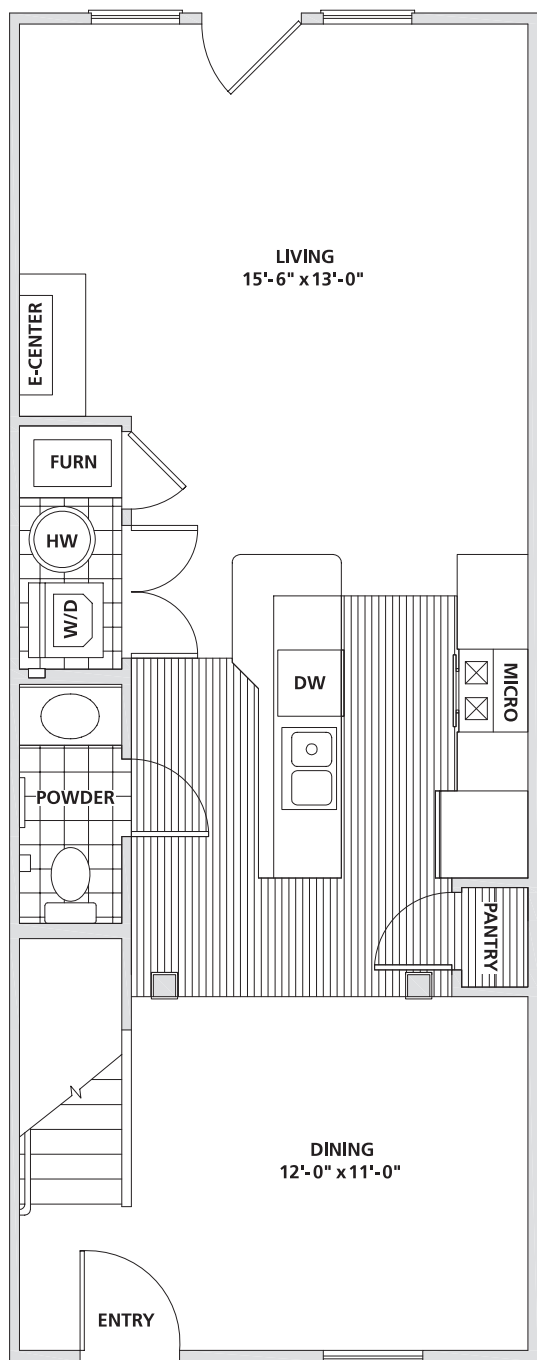 LIVING
15'-6" x 13'-0"
E-CENTER
FURN
HW
W/D
DW
MICRO
POWDER
PANTRY
DINING
12'-0" x 11'-0"
ENTRY